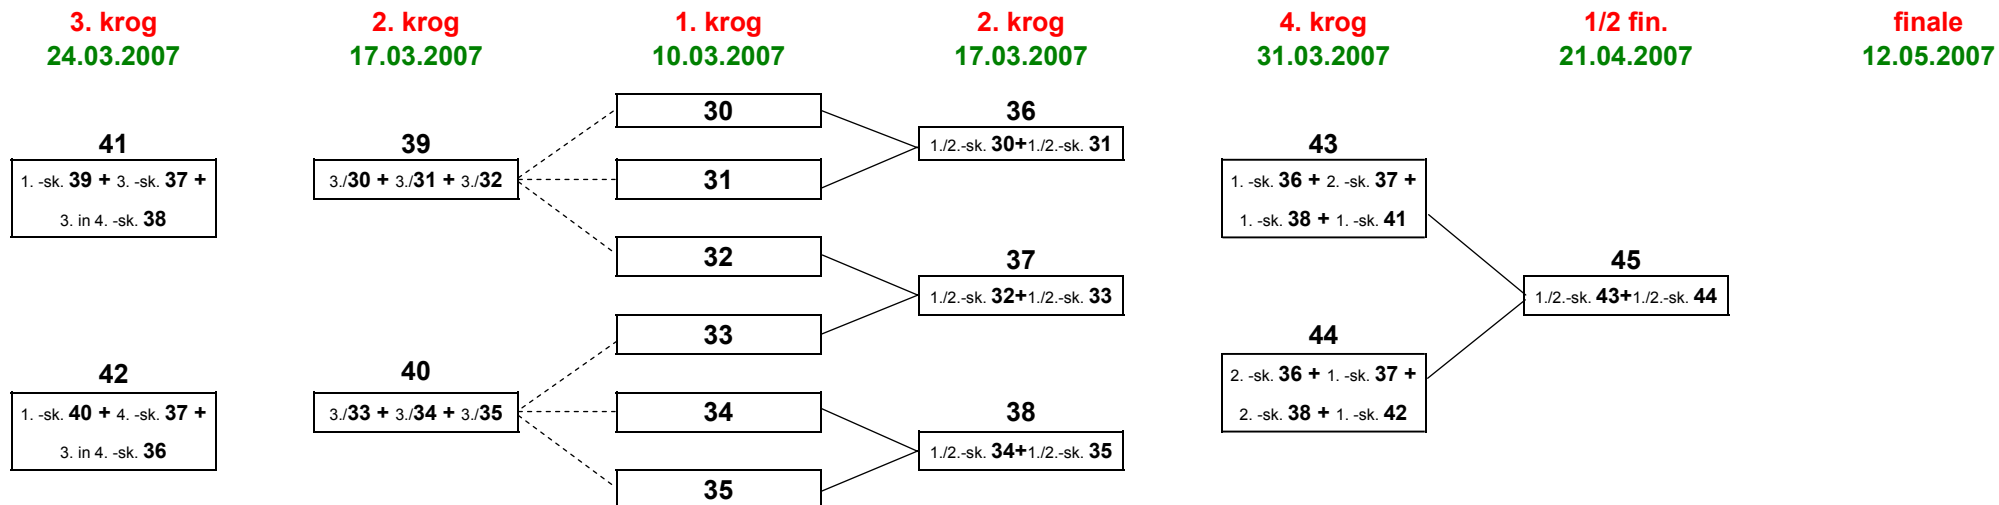 3. krog 2. krog 1. krog 2. krog 4. krog 1/2 fin. finale
24.03.2007 17.03.2007 10.03.2007 17.03.2007 31.03.2007 21.04.2007 12.05.2007
41
1. -sk. 39 + 3. -sk. 37 +
3. in 4. -sk. 38
42
1. -sk. 40 + 4. -sk. 37 +
3. in 4. -sk. 36
39
3./30 + 3./31 + 3./32
40
3./33 + 3./34 + 3./35
30
31
32
33
34
35
36
1./2.-sk. 30+1./2.-sk. 31
37
1./2.-sk. 32+1./2.-sk. 33
38
1./2.-sk. 34+1./2.-sk. 35
43
1. -sk. 36 + 2. -sk. 37 +
1. -sk. 38 + 1. -sk. 41
44
2. -sk. 36 + 1. -sk. 37 +
2. -sk. 38 + 1. -sk. 42
45
1./2.-sk. 43+1./2.-sk. 44